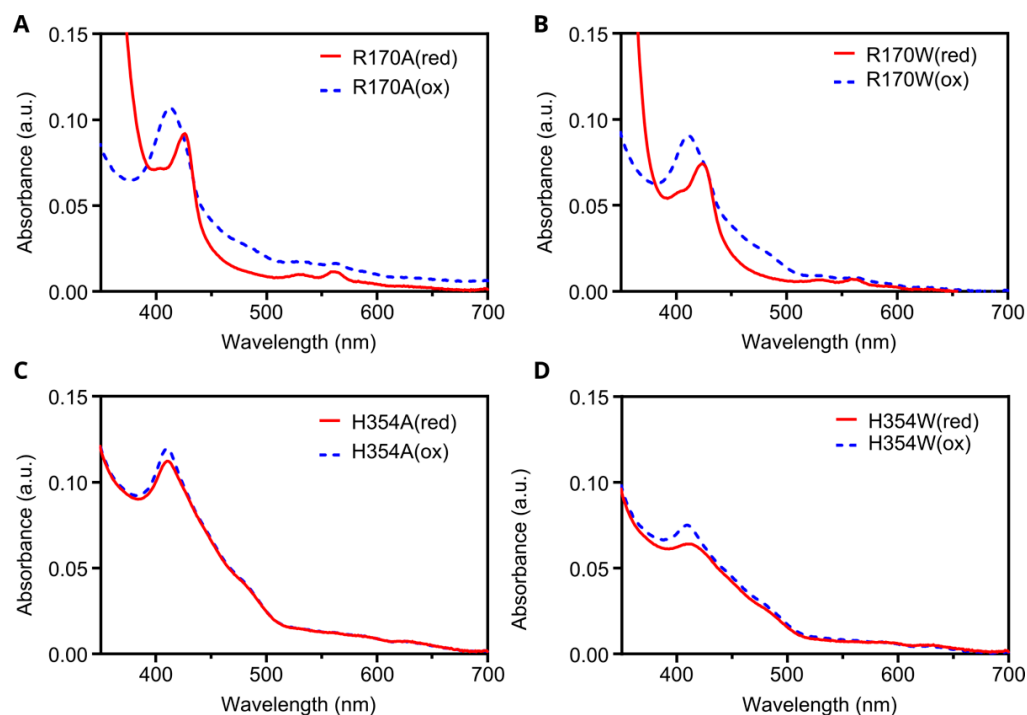 A
0.15
0.10
0.05
0.00
Absorbance (a.u.)
R170A(red)
R170A(ox)
400 500 600 700
Wavelength (nm)
B
0.15
0.10
0.05
0.00
Absorbance (a.u.)
R170W(red)
R170W(ox)
400 500 600 700
Wavelength (nm)
C
0.15
0.10
0.05
0.00
Absorbance (a.u.)
H354A(red)
H354A(ox)
400 500 600 700
Wavelength (nm)
D
0.15
0.10
0.05
0.00
Absorbance (a.u.)
H354W(red)
H354W(ox)
400 500 600 700
Wavelength (nm)